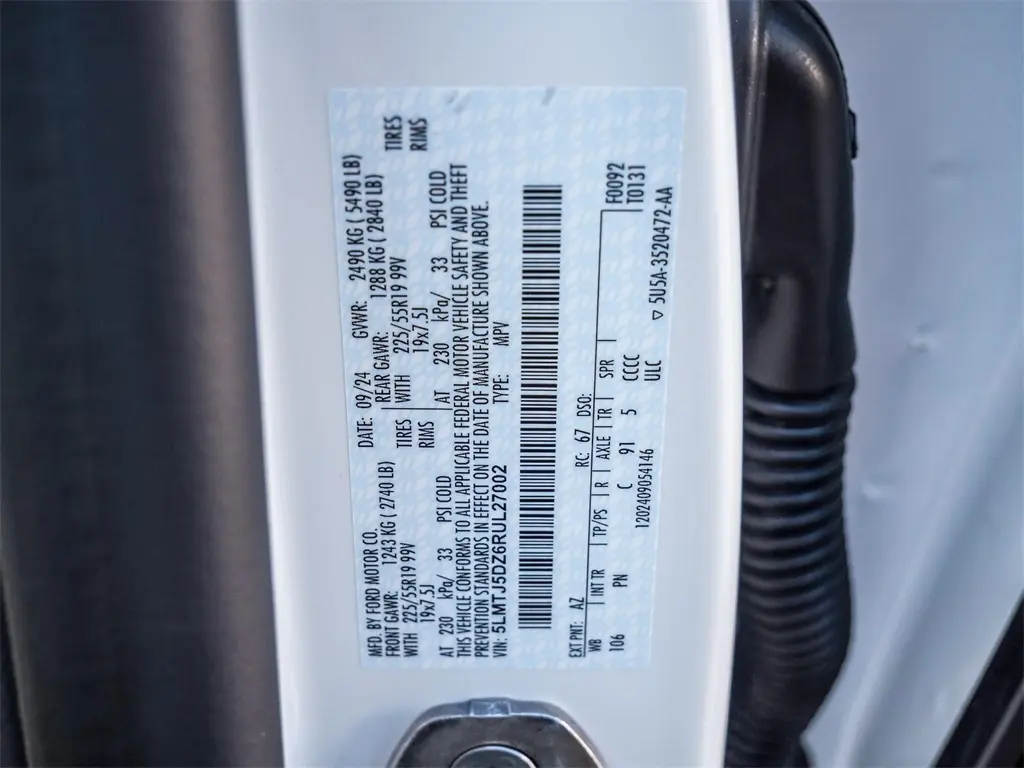 MFD. BY FORD MOTOR CO. DATE: 09/24 GVWR: 2490 KG ( 5490 LB)
FRONT GAWR: 1243 KG ( 2740 LB) REAR GAWR: 1288 KG ( 2840 LB)
WITH 225/55R19 99V TIRES WITH 225/55R19 99V TIRES
19x7.5J RIMS 19x7.5J RIMS
AT 230 kPa/ 33 PSI COLD AT 230 kPa/ 33 PSI COLD
THIS VEHICLE CONFORMS TO ALL APPLICABLE FEDERAL MOTOR VEHICLE SAFETY AND THEFT
PREVENTION STANDARDS IN EFFECT ON THE DATE OF MANUFACTURE SHOWN ABOVE.
VIN: 5LMTJ5DZ6RUL27002 TYPE: MPV
EXT PNT: AZ RC: 67 DSO: F0092
WB INT TR TP/PS R AXLE TR SPR T0131
106 PN C 91 5 CCCC
1202409054146 ULC
▽ 5U5A-3520472-AA